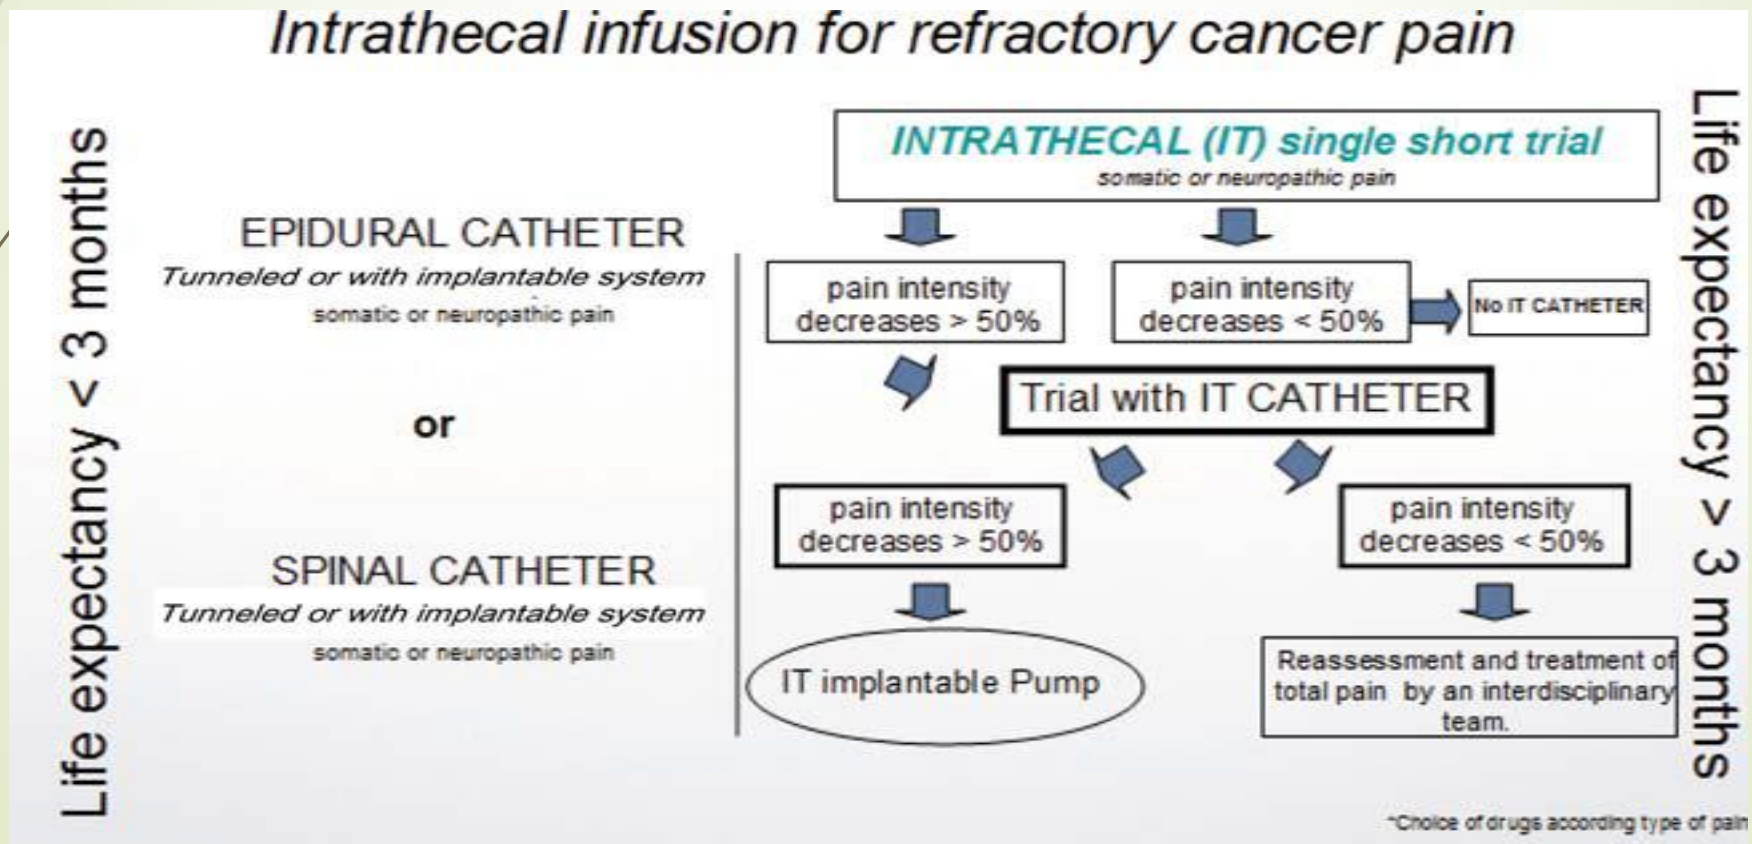 Intrathecal infusion for refractory cancer pain
Life expectancy < 3 months
EPIDURAL CATHETER
Tunneled or with implantable system
somatic or neuropathic pain
or
SPINAL CATHETER
Tunneled or with implantable system
somatic or neuropathic pain
INTRATHECAL (IT) single short trial
somatic or neuropathic pain
pain intensity
decreases > 50%
pain intensity
decreases < 50%
No IT CATHETER
Trial with IT CATHETER
pain intensity
decreases > 50%
pain intensity
decreases < 50%
IT implantable Pump
Reassessment and treatment of
total pain by an interdisciplinary
team.
Life expectancy > 3 months
*Choice of drugs according type of pain